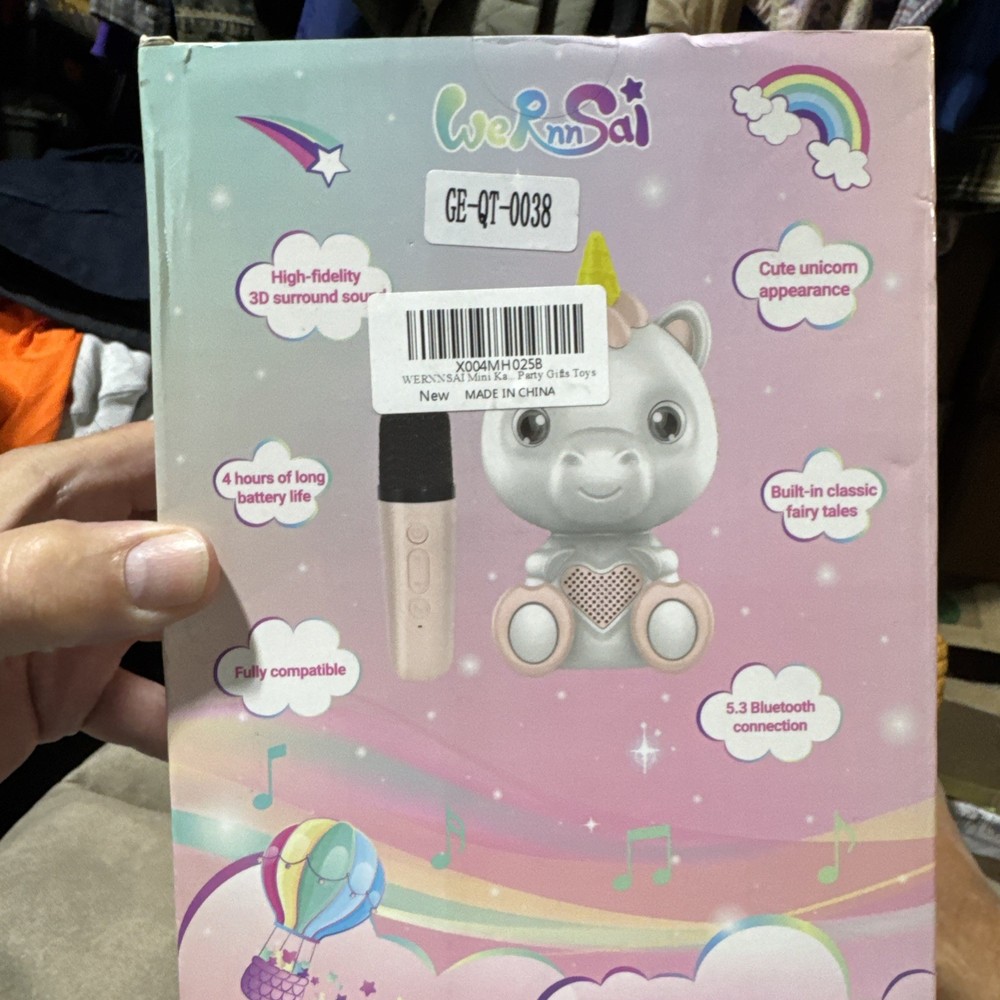 WeRnnSai
GE-QT-0038
High-fidelity
3D surround sound
Cute unicorn
appearance
X004MH025B
WERNNSAI Mini Ka... Party Gifts Toys
New MADE IN CHINA
4 hours of long
battery life
Built-in classic
fairy tales
Fully compatible
5.3 Bluetooth
connection